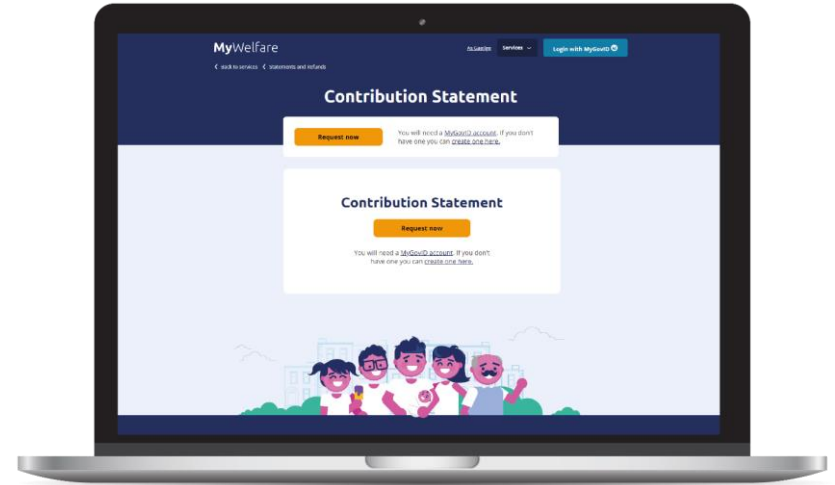 MyWelfare
As Gaeilge Services Login with MyGovID
Back to services Statements and refunds
Contribution Statement
Request now
You will need a MyGovID account. If you don't
have one you can create one here.
Contribution Statement
Request now
You will need a MyGovID account. If you don't
have one you can create one here.